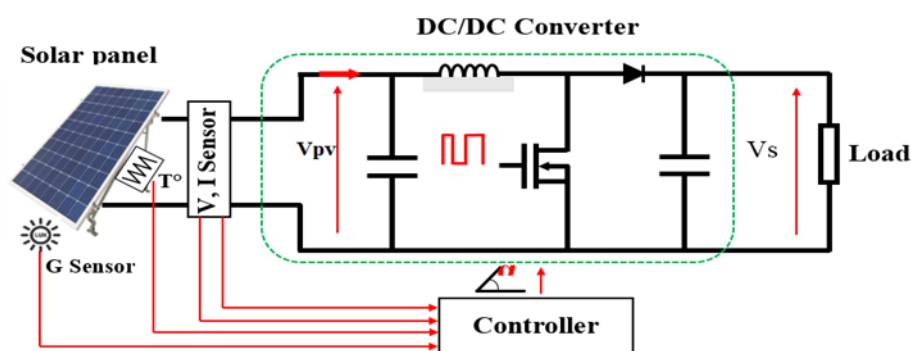 DC/DC Converter
Solar panel
V, I Sensor
Vpv
T°
LUX
G Sensor
Vs
Load
Controller